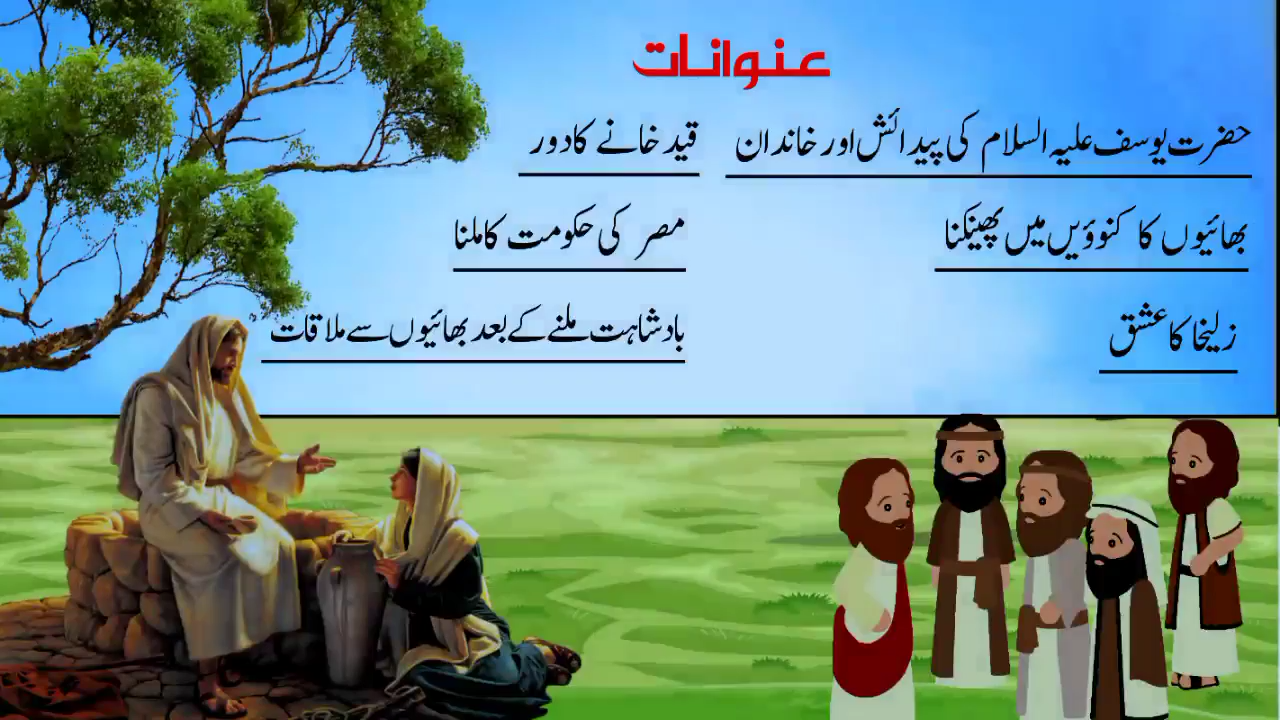 عنوانات
حضرت یوسف علیہ السلام کی پیدائش اور خاندان
قید خانے کا دور
بھائیوں کا کنوؤیں میں پھینکنا
مصر کی حکومت کا ملنا
زلیخا کا عشق
بادشاہت ملنے کے بعد بھائیوں سے ملاقات